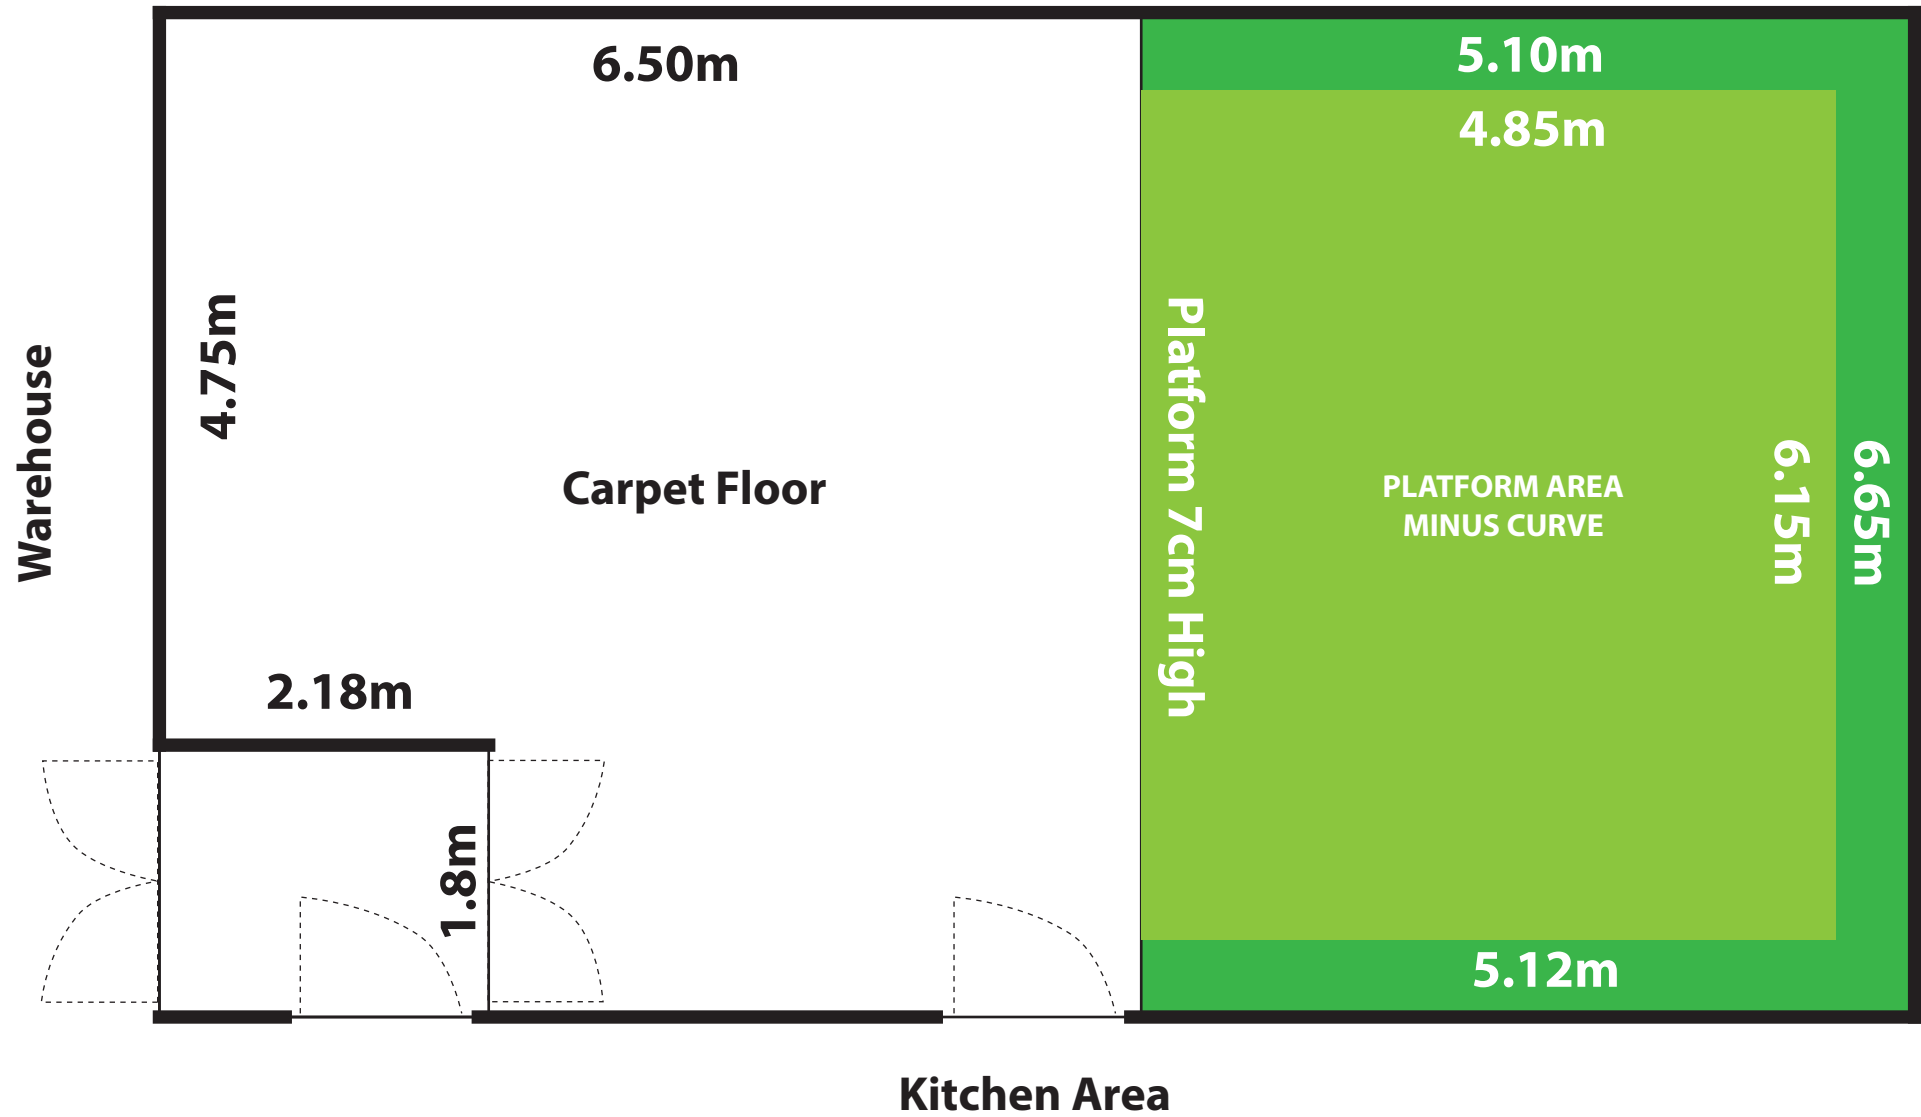 6.50m
5.10m
4.85m
4.75m
Warehouse
Carpet Floor
Platform 7cm High
PLATFORM AREA
MINUS CURVE
6.15m
6.65m
2.18m
1.8m
5.12m
Kitchen Area